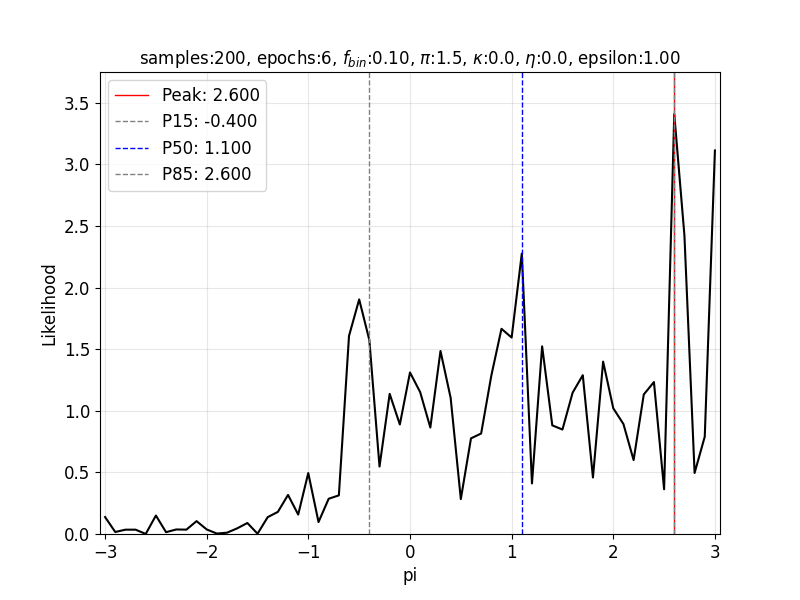 samples:200, epochs:6, f_bin:0.10, π:1.5, κ:0.0, η:0.0, epsilon:1.00
Peak: 2.600
P15: -0.400
P50: 1.100
P85: 2.600
Likelihood
3.5
3.0
2.5
2.0
1.5
1.0
0.5
0.0
−3 −2 −1 0 1 2 3
pi